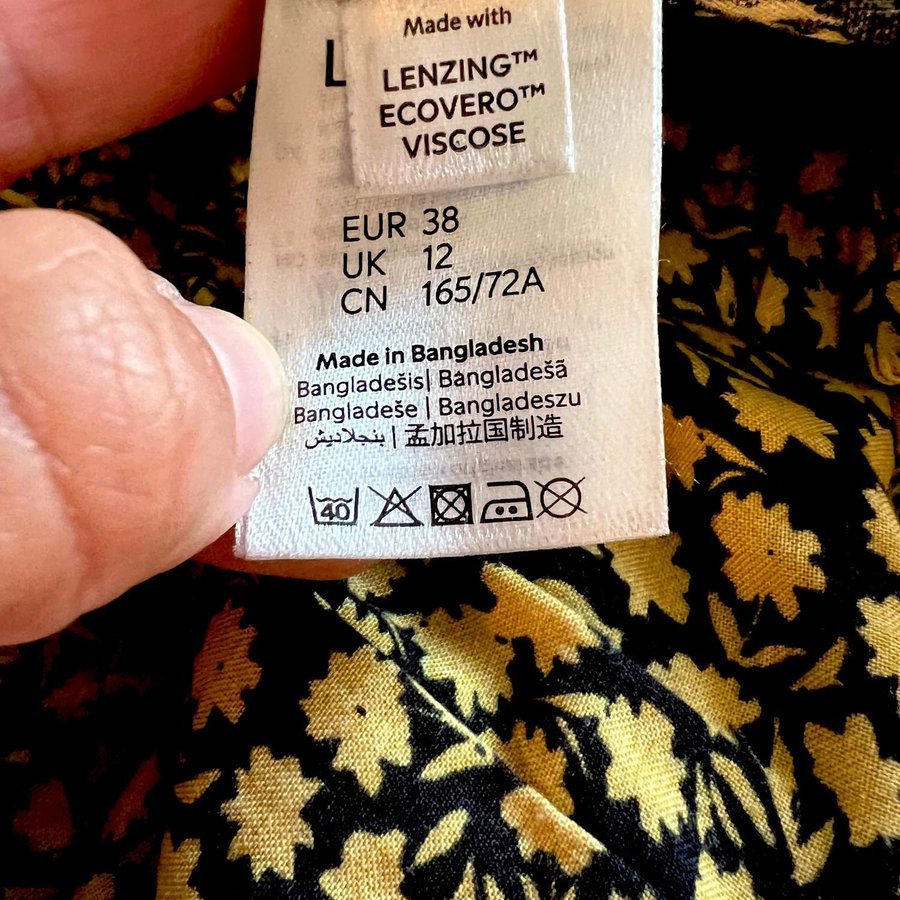 Made with
LENZING™
ECOVERO™
VISCOSE
L
EUR 38
UK 12
CN 165/72A
Made in Bangladesh
Bangladešis| Bangladešā
Bangladeše | Bangladeszu
بنجلاديش | 孟加拉国制造
40